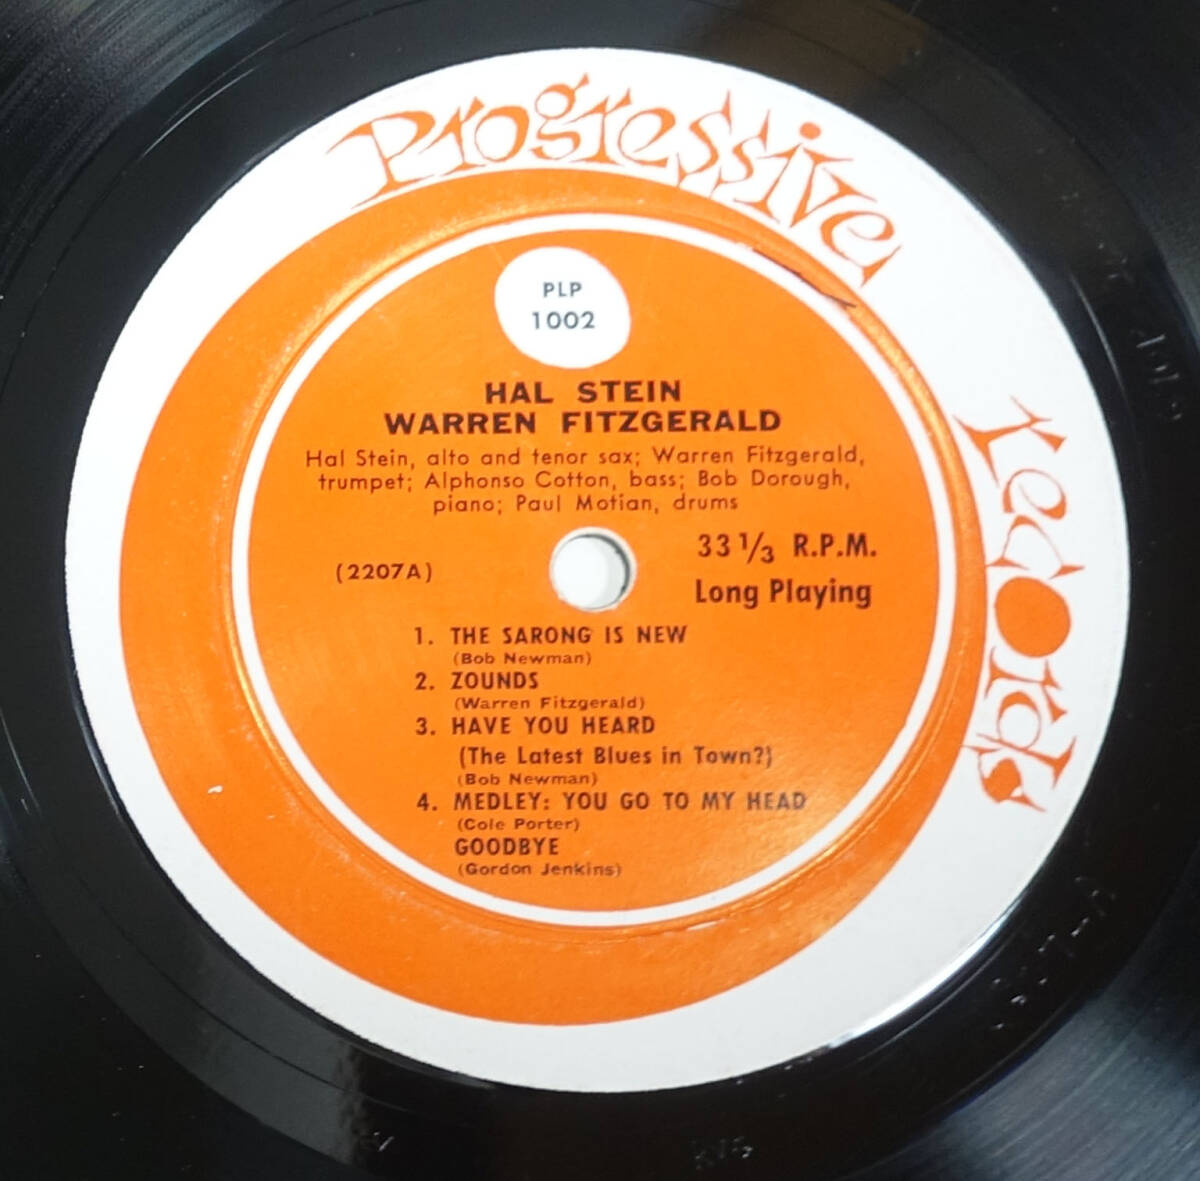 Progressive
records
PLP
1002
HAL STEIN
WARREN FITZGERALD
Hal Stein, alto and tenor sax; Warren Fitzgerald,
trumpet; Alphonso Cotton, bass; Bob Dorough,
piano; Paul Motian, drums
(2207A)
33 1/3 R.P.M.
Long Playing
1. THE SARONG IS NEW
(Bob Newman)
2. ZOUNDS
(Warren Fitzgerald)
3. HAVE YOU HEARD
(The Latest Blues in Town?)
(Bob Newman)
4. MEDLEY: YOU GO TO MY HEAD
(Cole Porter)
GOODBYE
(Gordon Jenkins)